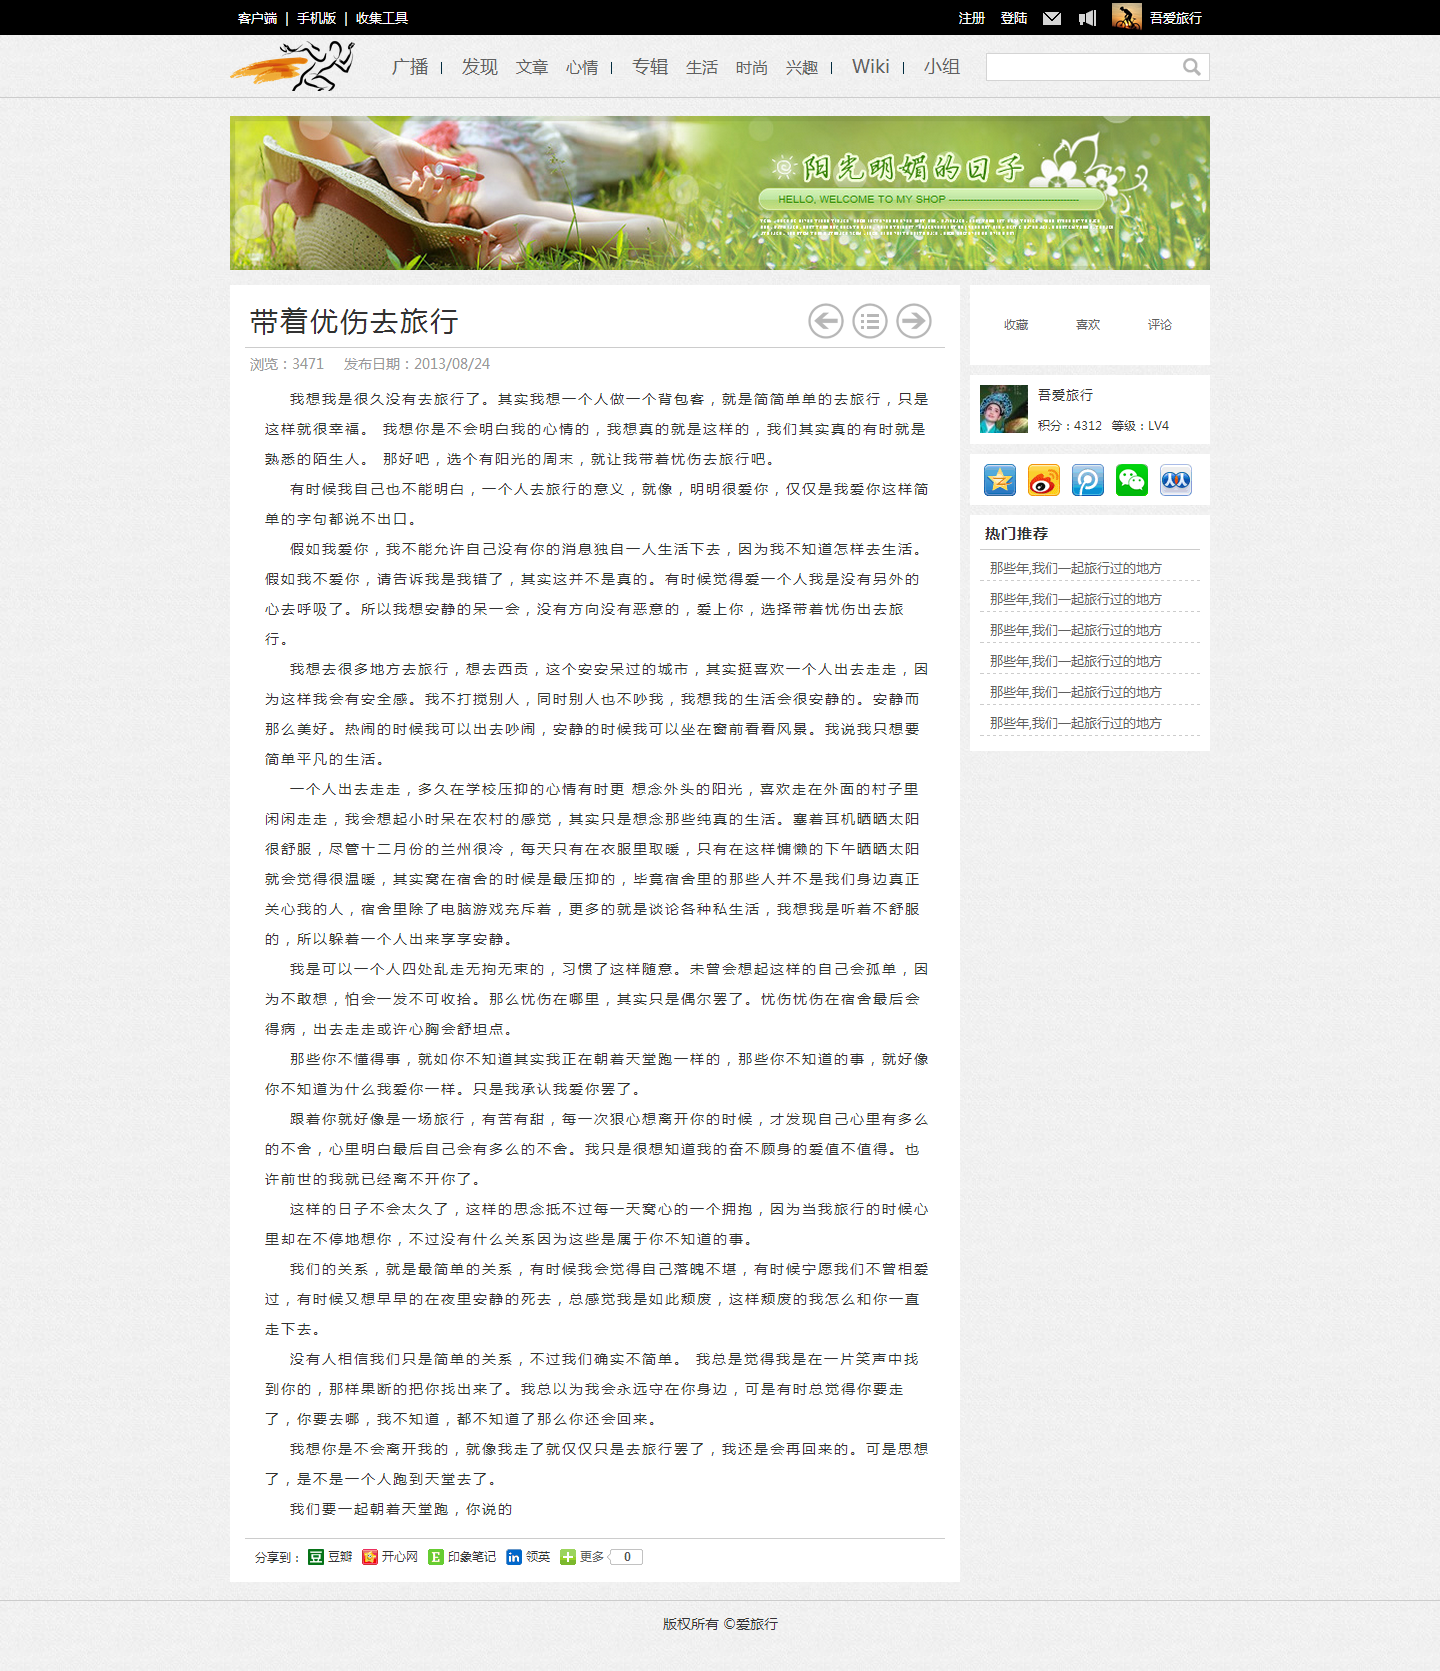 客户端 | 手机版 | 收集工具
注册 登陆 吾爱旅行
广播 | 发现 文章 心情 | 专辑 生活 时尚 兴趣 | Wiki | 小组
阳光明媚的日子
HELLO, WELCOME TO MY SHOP
带着优伤去旅行
浏览：3471 发布日期：2013/08/24
我想我是很久没有去旅行了。其实我想一个人做一个背包客，就是简简单单的去旅行，只是
这样就很幸福。 我想你是不会明白我的心情的，我想真的就是这样的，我们其实真的有时就是
熟悉的陌生人。 那好吧，选个有阳光的周末，就让我带着忧伤去旅行吧。
有时候我自己也不能明白，一个人去旅行的意义，就像，明明很爱你，仅仅是我爱你这样简
单的字句都说不出口。
假如我爱你，我不能允许自己没有你的消息独自一人生活下去，因为我不知道怎样去生活。
假如我不爱你，请告诉我是我错了，其实这并不是真的。有时候觉得爱一个人我是没有另外的
心去呼吸了。所以我想安静的呆一会，没有方向没有恶意的，爱上你，选择带着忧伤出去旅
行。
我想去很多地方去旅行，想去西贡，这个安安呆过的城市，其实挺喜欢一个人出去走走，因
为这样我会有安全感。我不打搅别人，同时别人也不吵我，我想我的生活会很安静的。安静而
那么美好。热闹的时候我可以出去吵闹，安静的时候我可以坐在窗前看看风景。我说我只想要
简单平凡的生活。
一个人出去走走，多久在学校压抑的心情有时更 想念外头的阳光，喜欢走在外面的村子里
闲闲走走，我会想起小时呆在农村的感觉，其实只是想念那些纯真的生活。塞着耳机晒晒太阳
很舒服，尽管十二月份的兰州很冷，每天只有在衣服里取暖，只有在这样慵懒的下午晒晒太阳
就会觉得很温暖，其实窝在宿舍的时候是最压抑的，毕竟宿舍里的那些人并不是我们身边真正
关心我的人，宿舍里除了电脑游戏充斥着，更多的就是谈论各种私生活，我想我是听着不舒服
的，所以躲着一个人出来享享安静。
我是可以一个人四处乱走无拘无束的，习惯了这样随意。未曾会想起这样的自己会孤单，因
为不敢想，怕会一发不可收拾。那么忧伤在哪里，其实只是偶尔罢了。忧伤忧伤在宿舍最后会
得病，出去走走或许心胸会舒坦点。
那些你不懂得事，就如你不知道其实我正在朝着天堂跑一样的，那些你不知道的事，就好像
你不知道为什么我爱你一样。只是我承认我爱你罢了。
跟着你就好像是一场旅行，有苦有甜，每一次狠心想离开你的时候，才发现自己心里有多么
的不舍，心里明白最后自己会有多么的不舍。我只是很想知道我的奋不顾身的爱值不值得。也
许前世的我就已经离不开你了。
这样的日子不会太久了，这样的思念抵不过每一天窝心的一个拥抱，因为当我旅行的时候心
里却在不停地想你，不过没有什么关系因为这些是属于你不知道的事。
我们的关系，就是最简单的关系，有时候我会觉得自己落魄不堪，有时候宁愿我们不曾相爱
过，有时候又想早早的在夜里安静的死去，总感觉我是如此颓废，这样颓废的我怎么和你一直
走下去。
没有人相信我们只是简单的关系，不过我们确实不简单。 我总是觉得我是在一片笑声中找
到你的，那样果断的把你找出来了。我总以为我会永远守在你身边，可是有时总觉得你要走
了，你要去哪，我不知道，都不知道了那么你还会回来。
我想你是不会离开我的，就像我走了就仅仅只是去旅行罢了，我还是会再回来的。可是思想
了，是不是一个人跑到天堂去了。
我们要一起朝着天堂跑，你说的
分享到： 豆瓣 开心网 印象笔记 领英 更多 0
收藏 喜欢 评论
吾爱旅行
积分：4312 等级：LV4
热门推荐
那些年,我们一起旅行过的地方
那些年,我们一起旅行过的地方
那些年,我们一起旅行过的地方
那些年,我们一起旅行过的地方
那些年,我们一起旅行过的地方
那些年,我们一起旅行过的地方
版权所有 ©爱旅行